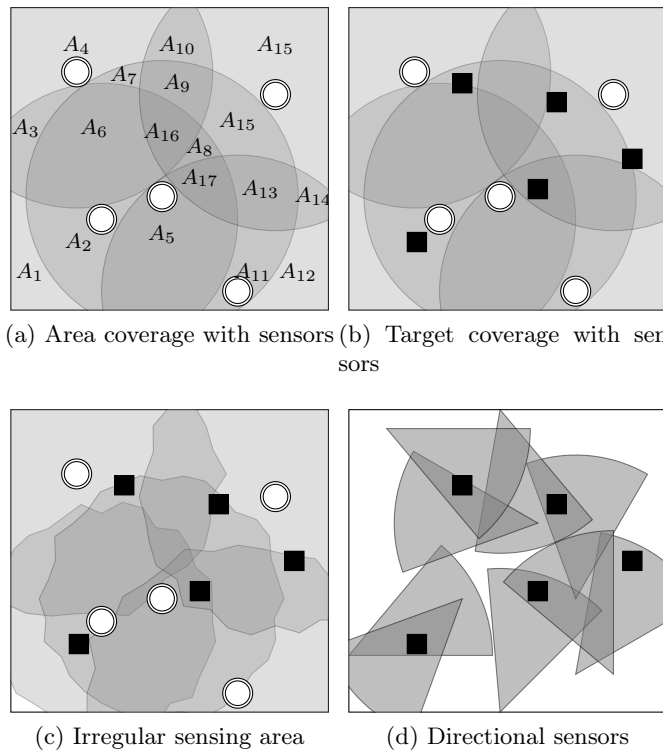 A4
A10
A15
A7
A9
A3
A6
A16
A15
A8
A17
A13
A14
A2
A5
A1
A11
A12
(a) Area coverage with sensors
(b) Target coverage with sen
sors
(c) Irregular sensing area
(d) Directional sensors